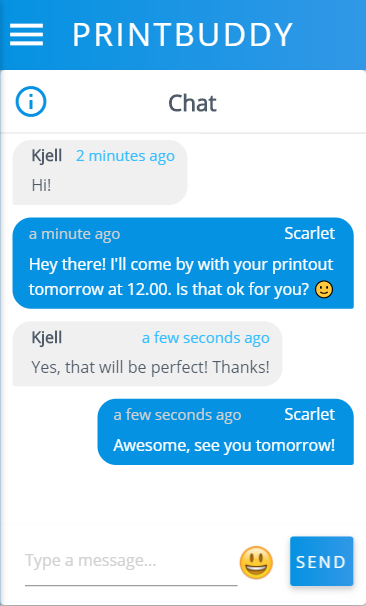 PRINTBUDDY
Chat
Kjell 2 minutes ago
Hi!
a minute ago Scarlet
Hey there! I'll come by with your printout
tomorrow at 12.00. Is that ok for you? 🙂
Kjell a few seconds ago
Yes, that will be perfect! Thanks!
a few seconds ago Scarlet
Awesome, see you tomorrow!
Type a message... 😃 SEND